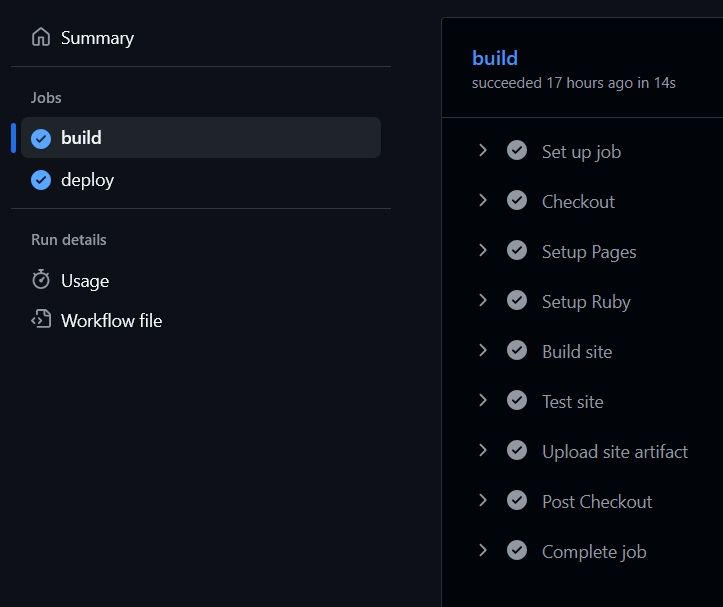 Summary
Jobs
build
deploy
Run details
Usage
Workflow file
build
succeeded 17 hours ago in 14s
Set up job
Checkout
Setup Pages
Setup Ruby
Build site
Test site
Upload site artifact
Post Checkout
Complete job